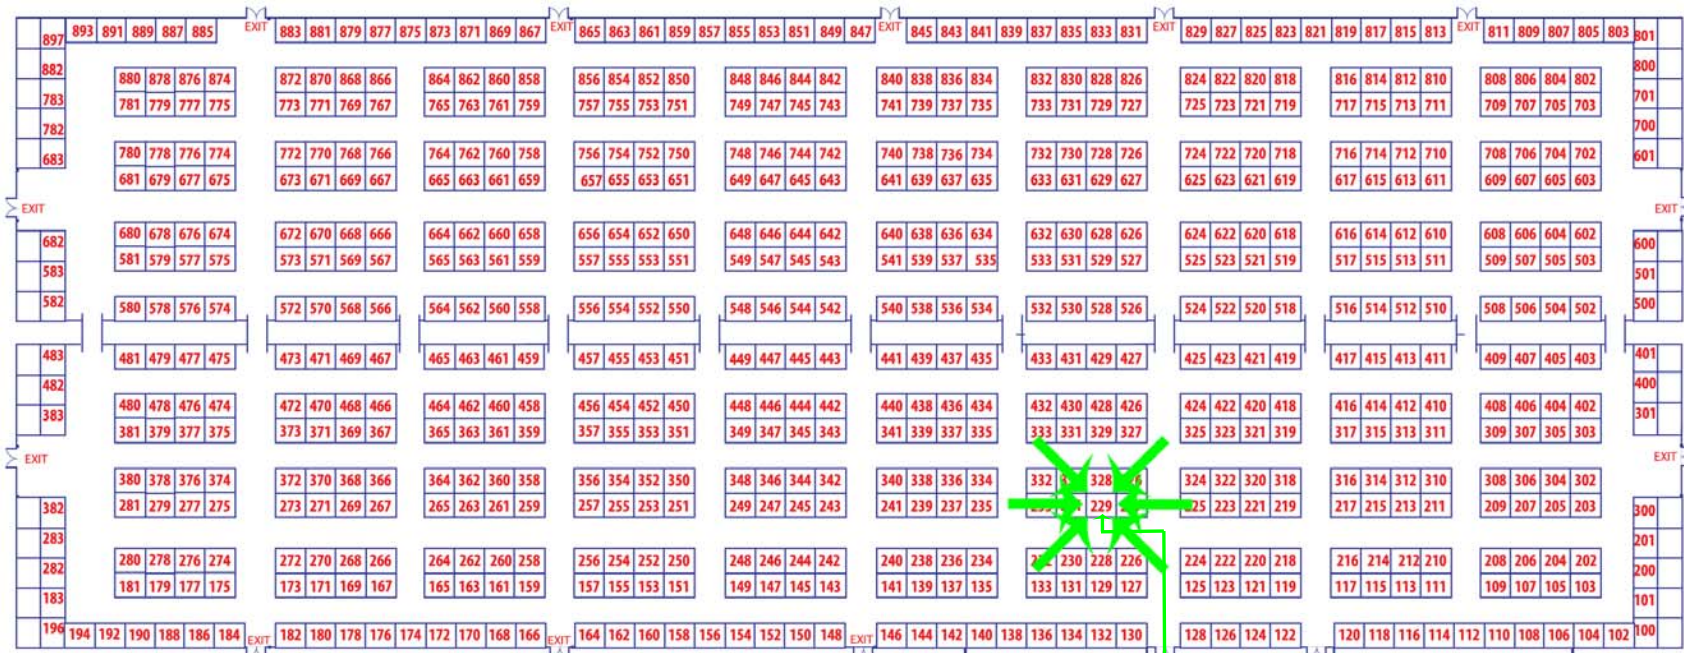 EXIT EXIT EXIT EXIT EXIT
893 891 889 887 885 883 881 879 877 875 873 871 869 867 865 863 861 859 857 855 853 851 849 847 845 843 841 839 837 835 833 831 829 827 825 823 821 819 817 815 813 811 809 807 805 803 801
897
882 880 878 876 874 872 870 868 866 864 862 860 858 856 854 852 850 848 846 844 842 840 838 836 834 832 830 828 826 824 822 820 818 816 814 812 810 808 806 804 802 800
783 781 779 777 775 773 771 769 767 765 763 761 759 757 755 753 751 749 747 745 743 741 739 737 735 733 731 729 727 725 723 721 719 717 715 713 711 709 707 705 703 701
782 700
683 780 778 776 774 772 770 768 766 764 762 760 758 756 754 752 750 748 746 744 742 740 738 736 734 732 730 728 726 724 722 720 718 716 714 712 710 708 706 704 702 601
681 679 677 675 673 671 669 667 665 663 661 659 657 655 653 651 649 647 645 643 641 639 637 635 633 631 629 627 625 623 621 619 617 615 613 611 609 607 605 603
EXIT EXIT
682 680 678 676 674 672 670 668 666 664 662 660 658 656 654 652 650 648 646 644 642 640 638 636 634 632 630 628 626 624 622 620 618 616 614 612 610 608 606 604 602 600
583 581 579 577 575 573 571 569 567 565 563 561 559 557 555 553 551 549 547 545 543 541 539 537 535 533 531 529 527 525 523 521 519 517 515 513 511 509 507 505 503 501
582 580 578 576 574 572 570 568 566 564 562 560 558 556 554 552 550 548 546 544 542 540 538 536 534 532 530 528 526 524 522 520 518 516 514 512 510 508 506 504 502 500
483 481 479 477 475 473 471 469 467 465 463 461 459 457 455 453 451 449 447 445 443 441 439 437 435 433 431 429 427 425 423 421 419 417 415 413 411 409 407 405 403 401
482 400
383 480 478 476 474 472 470 468 466 464 462 460 458 456 454 452 450 448 446 444 442 440 438 436 434 432 430 428 426 424 422 420 418 416 414 412 410 408 406 404 402 301
381 379 377 375 373 371 369 367 365 363 361 359 357 355 353 351 349 347 345 343 341 339 337 335 333 331 329 327 325 323 321 319 317 315 313 311 309 307 305 303
EXIT EXIT
380 378 376 374 372 370 368 366 364 362 360 358 356 354 352 350 348 346 344 342 340 338 336 334 332 328 324 322 320 318 316 314 312 310 308 306 304 302
382 281 279 277 275 273 271 269 267 265 263 261 259 257 255 253 251 249 247 245 243 241 239 237 235 229 223 221 219 217 215 213 211 209 207 205 203 300
283 201
282 280 278 276 274 272 270 268 266 264 262 260 258 256 254 252 250 248 246 244 242 240 238 236 234 230 228 226 224 222 220 218 216 214 212 210 208 206 204 202 200
183 181 179 177 175 173 171 169 167 165 163 161 159 157 155 153 151 149 147 145 143 141 139 137 135 133 131 129 127 125 123 121 119 117 115 113 111 109 107 105 103 101
196 194 192 190 188 186 184 EXIT 182 180 178 176 174 172 170 168 166 EXIT 164 162 160 158 156 154 152 150 148 EXIT 146 144 142 140 138 136 134 132 130 128 126 124 122 120 118 116 114 112 110 108 106 104 102 100